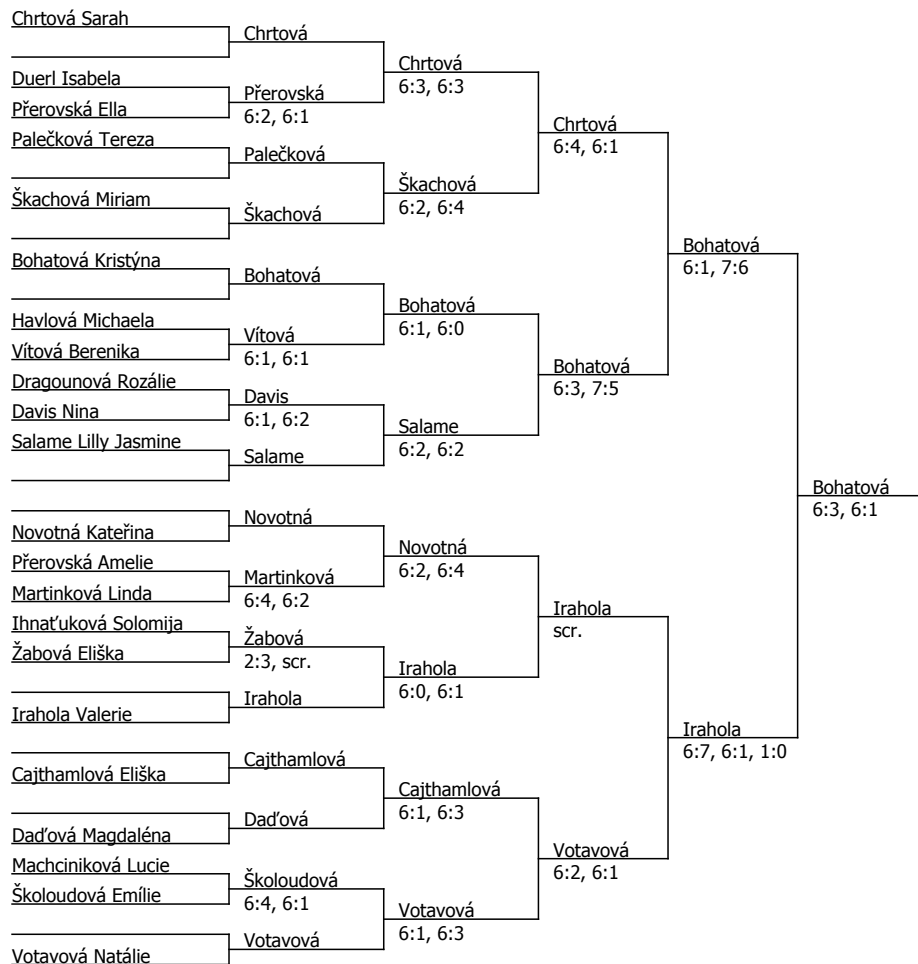 Chrtová Sarah
Duerl Isabela
Přerovská Ella
Palečková Tereza
Škachová Miriam
Bohatová Kristýna
Havlová Michaela
Vítová Berenika
Dragounová Rozálie
Davis Nina
Salame Lilly Jasmine
Novotná Kateřina
Přerovská Amelie
Martinková Linda
Ihnaťuková Solomija
Žabová Eliška
Irahola Valerie
Cajthamlová Eliška
Daďová Magdaléna
Machciniková Lucie
Školoudová Emílie
Votavová Natálie
Chrtová
Přerovská
6:2, 6:1
Palečková
Škachová
Bohatová
Vítová
6:1, 6:1
Davis
6:1, 6:2
Salame
Novotná
Martinková
6:4, 6:2
Žabová
2:3, scr.
Irahola
Cajthamlová
Daďová
Školoudová
6:4, 6:1
Votavová
Chrtová
6:3, 6:3
Škachová
6:2, 6:4
Bohatová
6:1, 6:0
Salame
6:2, 6:2
Novotná
6:2, 6:4
Irahola
6:0, 6:1
Cajthamlová
6:1, 6:3
Votavová
6:1, 6:3
Chrtová
6:4, 6:1
Bohatová
6:3, 7:5
Irahola
scr.
Votavová
6:2, 6:1
Bohatová
6:1, 7:6
Irahola
6:7, 6:1, 1:0
Bohatová
6:3, 6:1